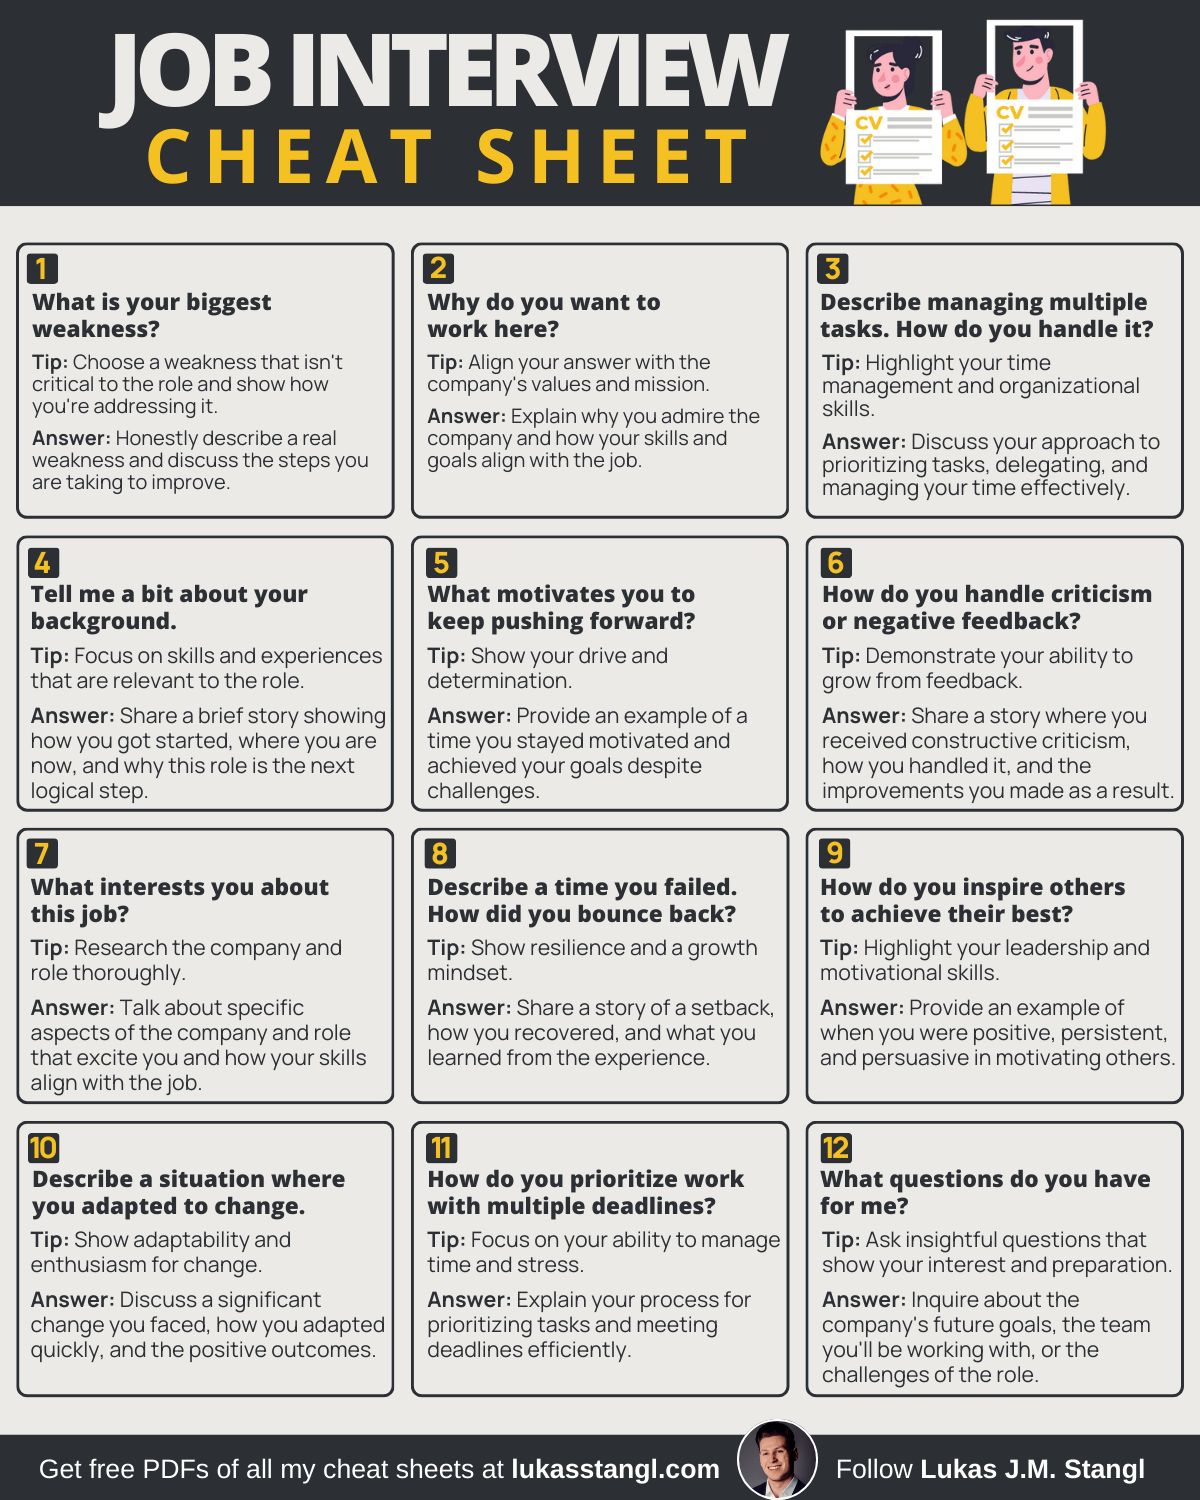 JOB INTERVIEW
CHEAT SHEET
CV
CV
1
What is your biggest
weakness?
Tip: Choose a weakness that isn't
critical to the role and show how
you're addressing it.
Answer: Honestly describe a real
weakness and discuss the steps you
are taking to improve.
2
Why do you want to
work here?
Tip: Align your answer with the
company's values and mission.
Answer: Explain why you admire the
company and how your skills and
goals align with the job.
3
Describe managing multiple
tasks. How do you handle it?
Tip: Highlight your time
management and organizational
skills.
Answer: Discuss your approach to
prioritizing tasks, delegating, and
managing your time effectively.
4
Tell me a bit about your
background.
Tip: Focus on skills and experiences
that are relevant to the role.
Answer: Share a brief story showing
how you got started, where you are
now, and why this role is the next
logical step.
5
What motivates you to
keep pushing forward?
Tip: Show your drive and
determination.
Answer: Provide an example of a
time you stayed motivated and
achieved your goals despite
challenges.
6
How do you handle criticism
or negative feedback?
Tip: Demonstrate your ability to
grow from feedback.
Answer: Share a story where you
received constructive criticism,
how you handled it, and the
improvements you made as a result.
7
What interests you about
this job?
Tip: Research the company and
role thoroughly.
Answer: Talk about specific
aspects of the company and role
that excite you and how your skills
align with the job.
8
Describe a time you failed.
How did you bounce back?
Tip: Show resilience and a growth
mindset.
Answer: Share a story of a setback,
how you recovered, and what you
learned from the experience.
9
How do you inspire others
to achieve their best?
Tip: Highlight your leadership and
motivational skills.
Answer: Provide an example of
when you were positive, persistent,
and persuasive in motivating others.
10
Describe a situation where
you adapted to change.
Tip: Show adaptability and
enthusiasm for change.
Answer: Discuss a significant
change you faced, how you adapted
quickly, and the positive outcomes.
11
How do you prioritize work
with multiple deadlines?
Tip: Focus on your ability to manage
time and stress.
Answer: Explain your process for
prioritizing tasks and meeting
deadlines efficiently.
12
What questions do you have
for me?
Tip: Ask insightful questions that
show your interest and preparation.
Answer: Inquire about the
company's future goals, the team
you'll be working with, or the
challenges of the role.
Get free PDFs of all my cheat sheets at lukasstangl.com
Follow Lukas J.M. Stangl